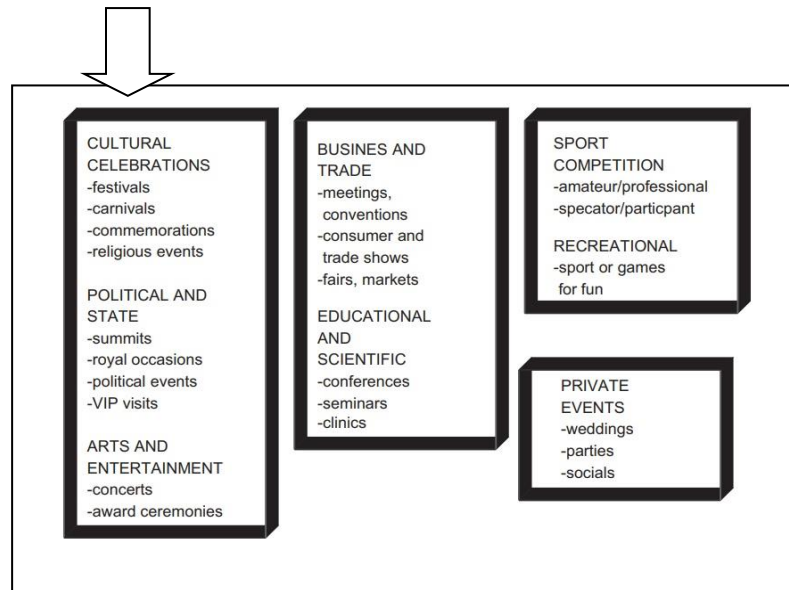 CULTURAL
CELEBRATIONS
-festivals
-carnivals
-commemorations
-religious events
POLITICAL AND
STATE
-summits
-royal occasions
-political events
-VIP visits
ARTS AND
ENTERTAINMENT
-concerts
-award ceremonies
BUSINES AND
TRADE
-meetings,
conventions
-consumer and
trade shows
-fairs, markets
EDUCATIONAL
AND
SCIENTIFIC
-conferences
-seminars
-clinics
SPORT
COMPETITION
-amateur/professional
-specator/particpant
RECREATIONAL
-sport or games
for fun
PRIVATE
EVENTS
-weddings
-parties
-socials